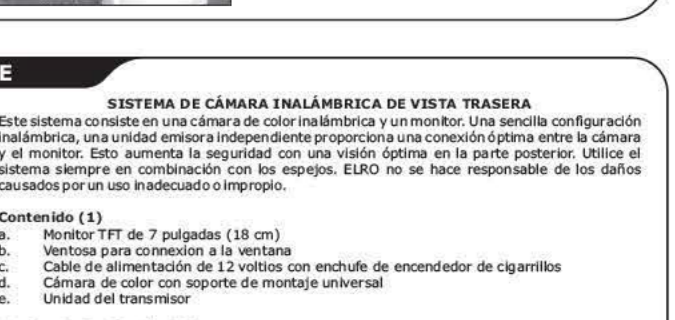 E
SISTEMA DE CÁMARA INALÁMBRICA DE VISTA TRASERA
Este sistema consiste en una cámara de color inalámbrica y un monitor. Una sencilla configuración
inalámbrica, una unidad emisora independiente proporciona una conexión óptima entre la cámara
y el monitor. Esto aumenta la seguridad con una visión óptima en la parte posterior. Utilice el
sistema siempre en combinación con los espejos. ELRO no se hace responsable de los daños
causados por un uso inadecuado o impropio.
Contenido (1)
a. Monitor TFT de 7 pulgadas (18 cm)
b. Ventosa para connexion a la ventana
c. Cable de alimentación de 12 voltios con enchufe de encendedor de cigarrillos
d. Cámara de color con soporte de montaje universal
e. Unidad del transmisor